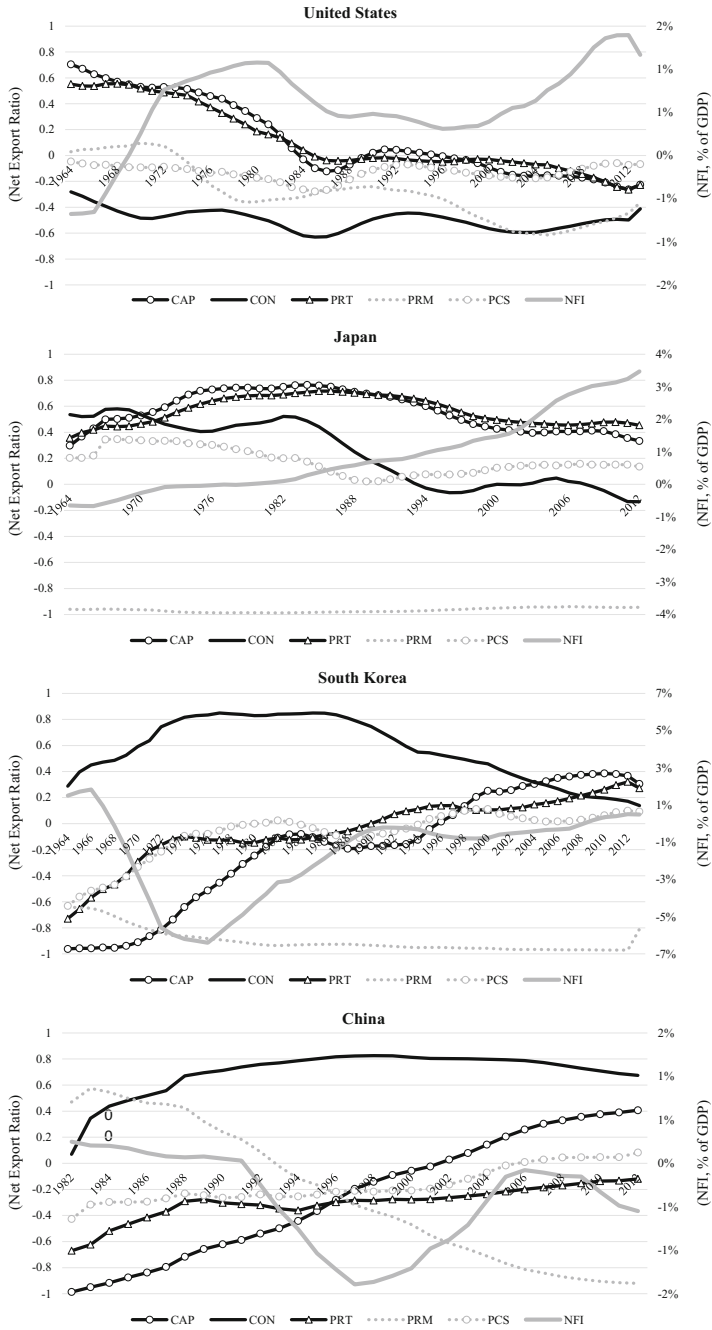 United States
1 2%
0.8 1%
0.6
0.4 1%
0.2
0 0%
-0.2
-0.4 -1%
-0.6 -1%
-0.8
-1 -2%
(Net Export Ratio)
(NFI, % of GDP)
1964 1968 1972 1976 1980 1984 1988 1992 1996 2000 2004 2008 2012
CAP CON PRT PRM PCS NFI
Japan
1 4%
0.8 3%
0.6 2%
0.4
0.2 1%
0 0%
-0.2 -1%
-0.4 -2%
-0.6
-0.8 -3%
-1 -4%
(Net Export Ratio)
(NFI, % of GDP)
1964 1970 1976 1982 1988 1994 2000 2006 2012
CAP CON PRT PRM PCS NFI
South Korea
1 7%
0.8 5%
0.6
0.4 3%
0.2 1%
0
-0.2 -1%
-0.4 -3%
-0.6
-0.8 -5%
-1 -7%
(Net Export Ratio)
(NFI, % of GDP)
1964 1966 1968 1970 1972 1994 1996 1998 2000 2002 2004 2006 2008 2010 2012
CAP CON PRT PRM PCS NFI
China
1 2%
0.8 1%
0.6
0.4 1%
0.2
0 0%
-0.2
-0.4 -1%
-0.6 -1%
-0.8
-1 -2%
(Net Export Ratio)
(NFI, % of GDP)
0
0
1982 1984 1986 1988 1990 1992 1994 1996 1998 2000 2002 2004 2006 2008 2010 2012
CAP CON PRT PRM PCS NFI